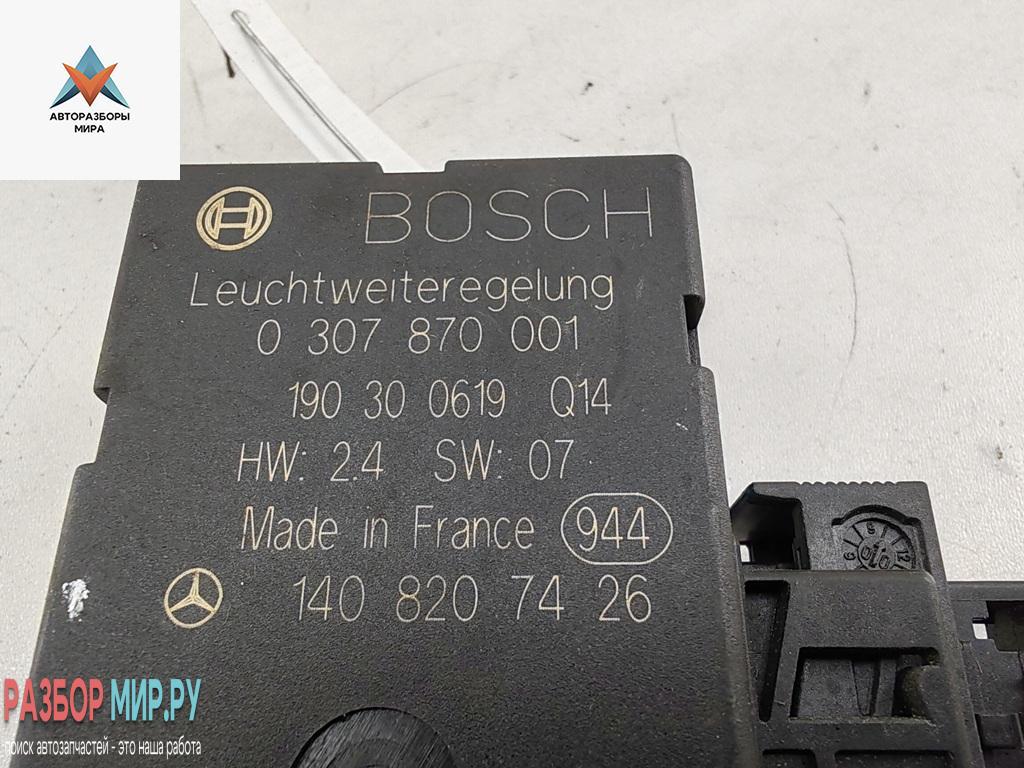 АВТОРАЗБОРЫ
МИРА
BOSCH
Leuchtweiteregelung
0 307 870 001
190 30 0619 Q14
HW: 2.4 SW: 07
Made in France 944
140 820 74 26
РАЗБОР МИР.РУ
поиск автозапчастей - это наша работа